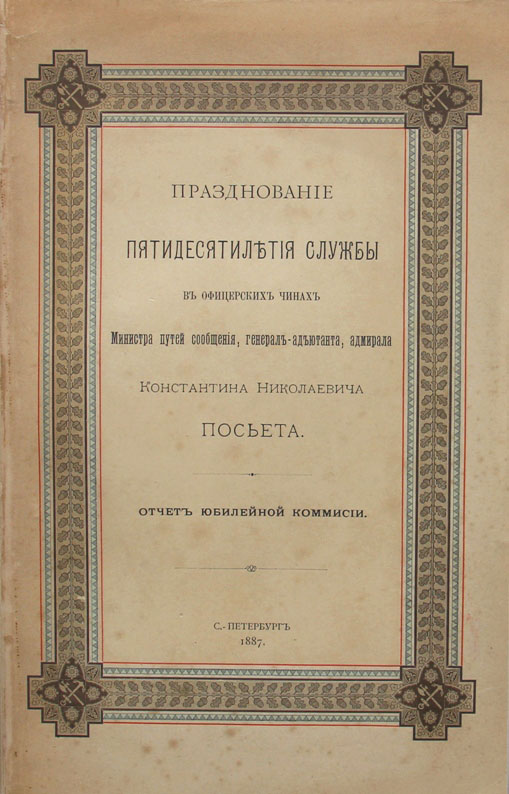 ПРАЗДНОВАНІЕ
ПЯТИДЕСЯТИЛѢТІЯ СЛУЖБЫ
ВЪ ОФИЦЕРСКИХЪ ЧИНАХЪ
Министра путей сообщенія, генералъ-адъютанта, адмирала
Константина Николаевича
ПОСЬЕТА.
ОТЧЕТЪ ЮБИЛЕЙНОЙ КОММИСІИ.
С.-ПЕТЕРБУРГЪ
1887.